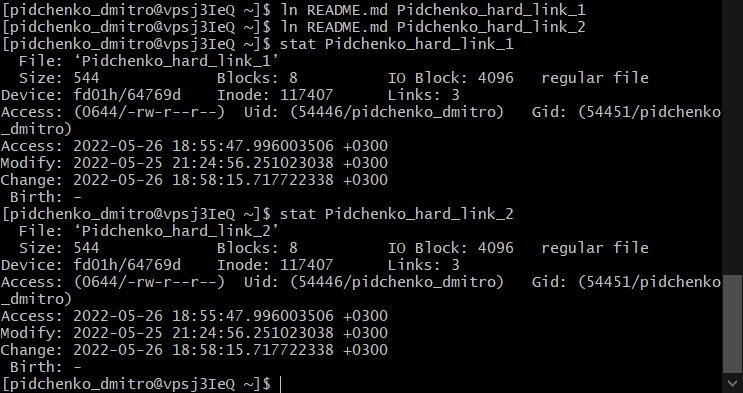 [pidchenko_dmitro@vpsj3IeQ ~]$ ln README.md Pidchenko_hard_link_1
[pidchenko_dmitro@vpsj3IeQ ~]$ ln README.md Pidchenko_hard_link_2
[pidchenko_dmitro@vpsj3IeQ ~]$ stat Pidchenko_hard_link_1
  File: ‘Pidchenko_hard_link_1’
  Size: 544             Blocks: 8          IO Block: 4096   regular file
Device: fd01h/64769d    Inode: 117407      Links: 3
Access: (0644/-rw-r--r--)  Uid: (54446/pidchenko_dmitro)   Gid: (54451/pidchenko
_dmitro)
Access: 2022-05-26 18:55:47.996003506 +0300
Modify: 2022-05-25 21:24:56.251023038 +0300
Change: 2022-05-26 18:58:15.717722338 +0300
 Birth: -
[pidchenko_dmitro@vpsj3IeQ ~]$ stat Pidchenko_hard_link_2
  File: ‘Pidchenko_hard_link_2’
  Size: 544             Blocks: 8          IO Block: 4096   regular file
Device: fd01h/64769d    Inode: 117407      Links: 3
Access: (0644/-rw-r--r--)  Uid: (54446/pidchenko_dmitro)   Gid: (54451/pidchenko
_dmitro)
Access: 2022-05-26 18:55:47.996003506 +0300
Modify: 2022-05-25 21:24:56.251023038 +0300
Change: 2022-05-26 18:58:15.717722338 +0300
 Birth: -
[pidchenko_dmitro@vpsj3IeQ ~]$